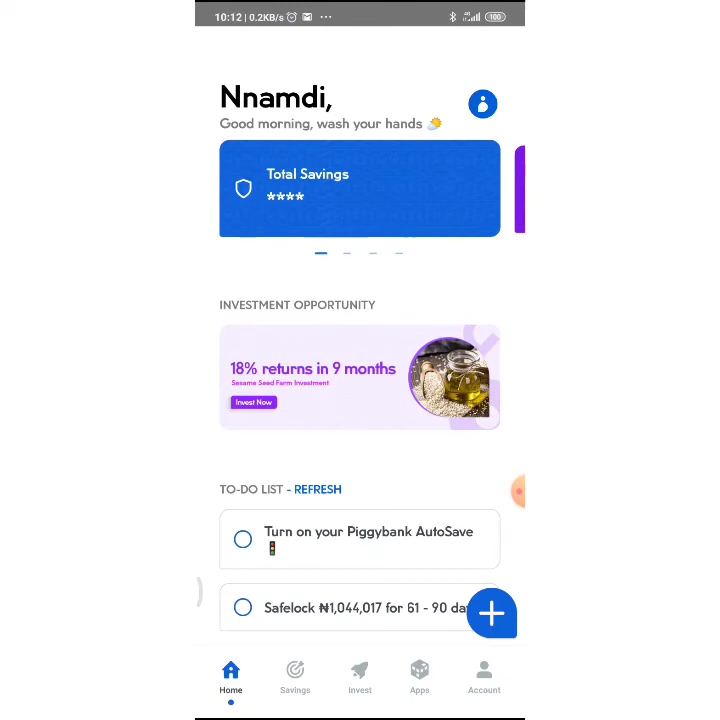 10:12 | 0.2KB/s
100
Nnamdi,
Good morning, wash your hands
Total Savings
****
INVESTMENT OPPORTUNITY
18% returns in 9 months
Sesame Seed Farm Investment
Invest Now
TO-DO LIST - REFRESH
Turn on your Piggybank AutoSave
Safelock ₦1,044,017 for 61 - 90 da
Home
Savings
Invest
Apps
Account